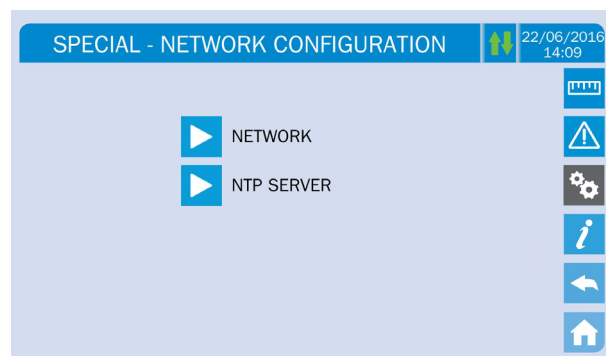 SPECIAL - NETWORK CONFIGURATION
22/06/2016
14:09
NETWORK
NTP SERVER